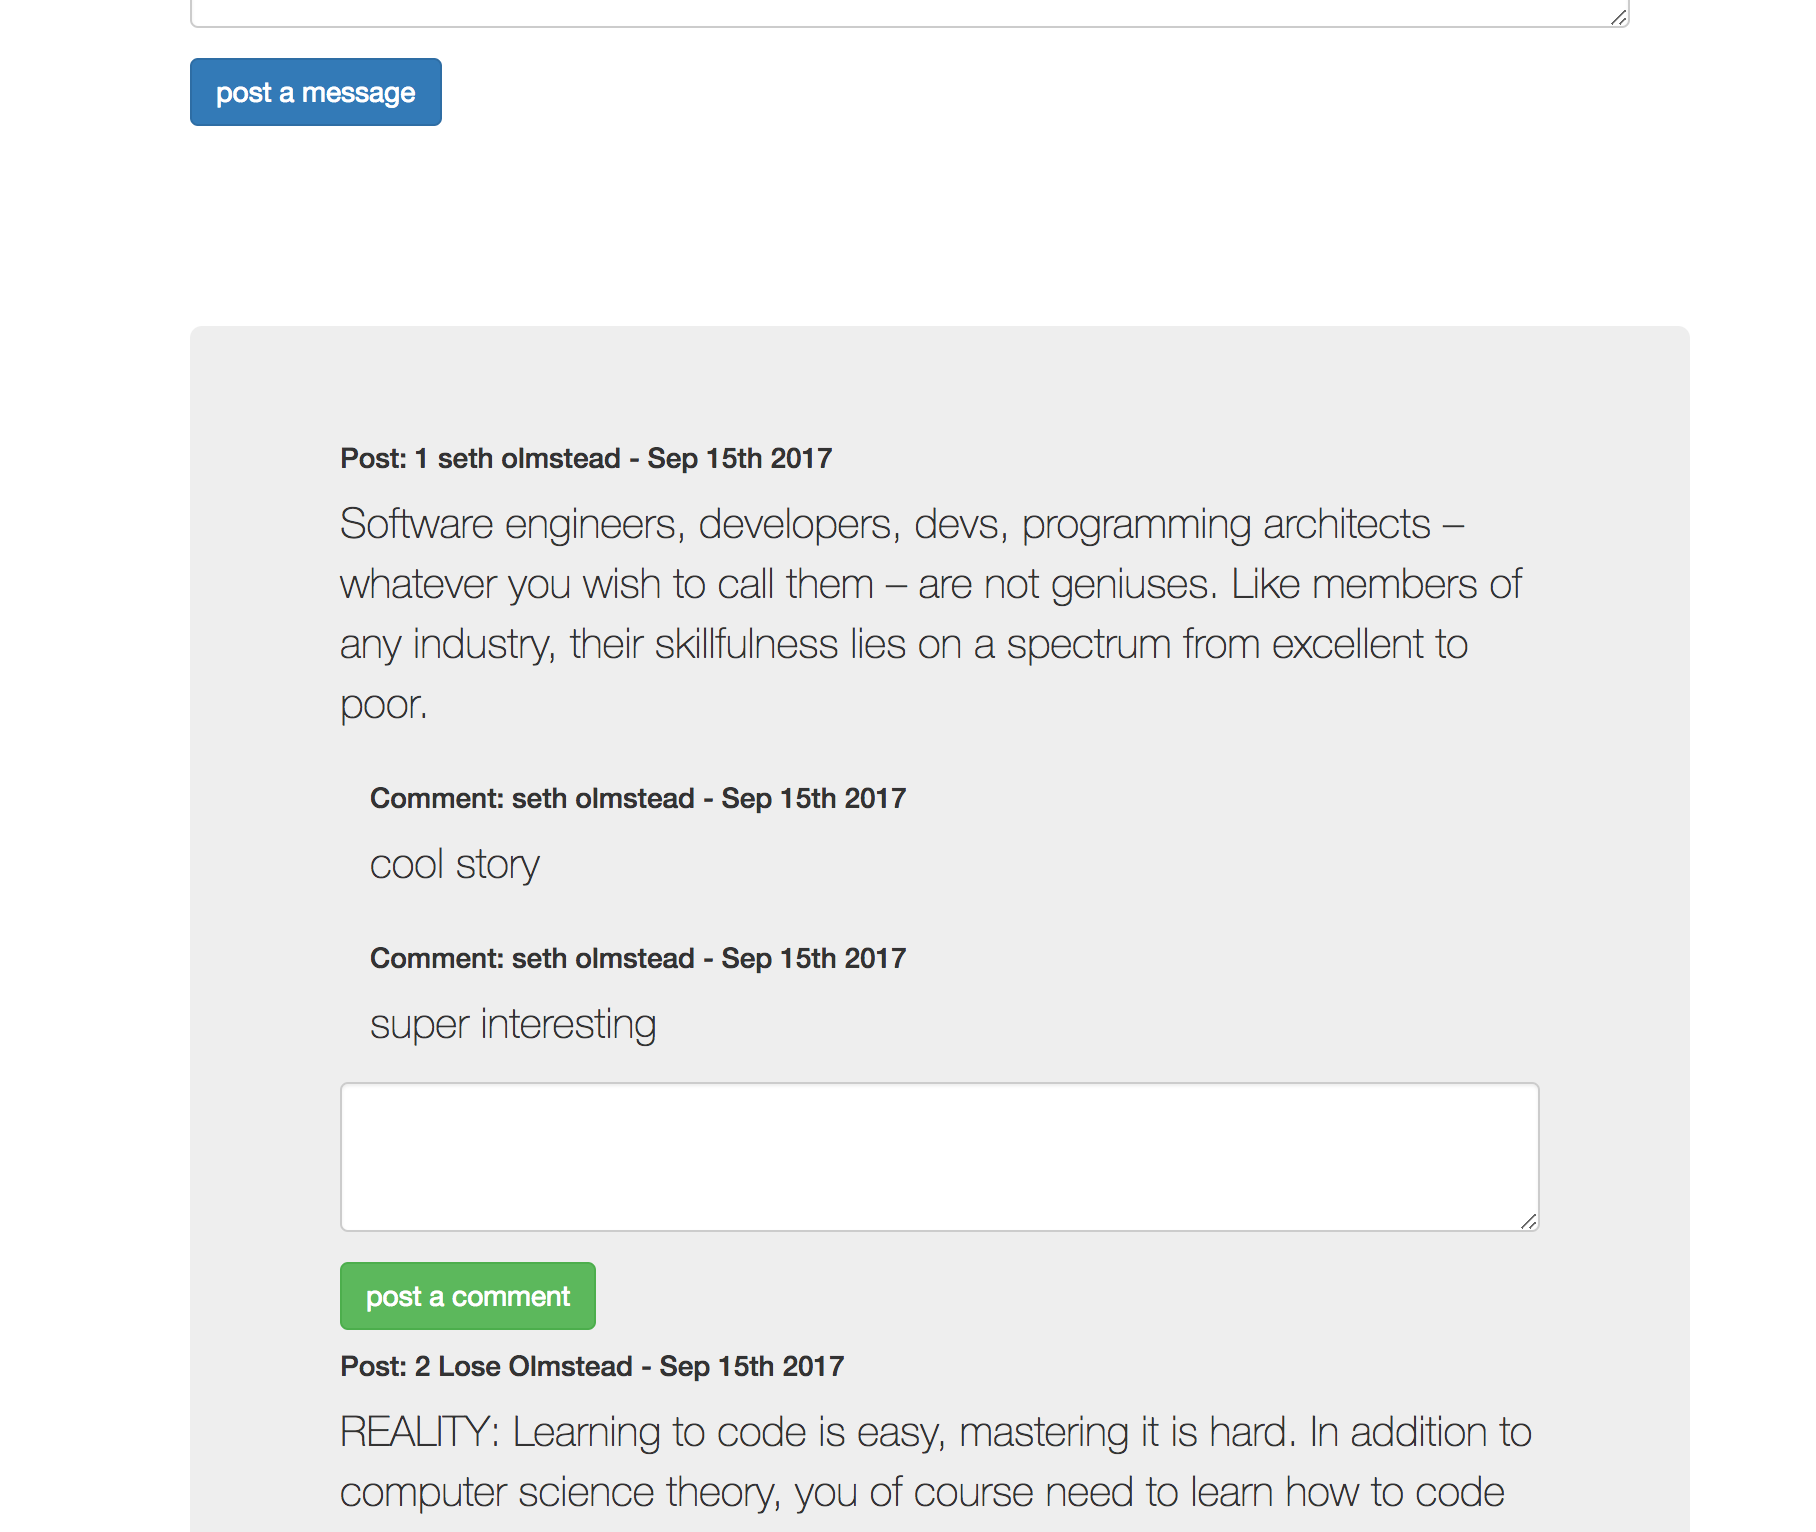 post a message
Post: 1 seth olmstead - Sep 15th 2017
Software engineers, developers, devs, programming architects –
whatever you wish to call them – are not geniuses. Like members of
any industry, their skillfulness lies on a spectrum from excellent to
poor.
Comment: seth olmstead - Sep 15th 2017
cool story
Comment: seth olmstead - Sep 15th 2017
super interesting
post a comment
Post: 2 Lose Olmstead - Sep 15th 2017
REALITY: Learning to code is easy, mastering it is hard. In addition to
computer science theory, you of course need to learn how to code